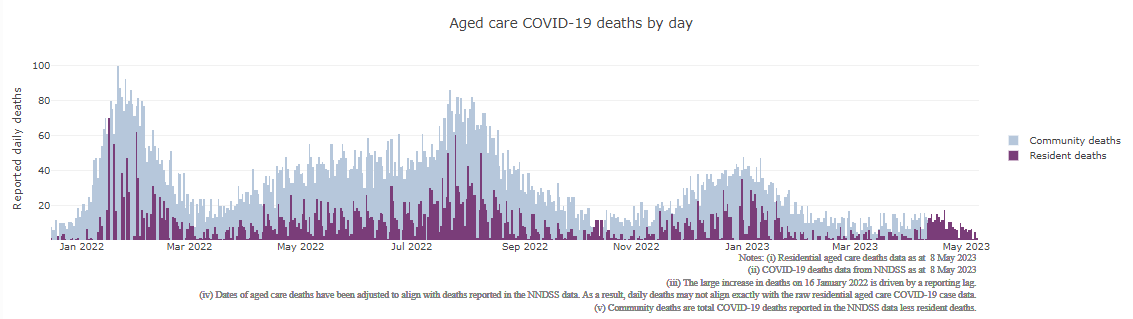 Aged care COVID-19 deaths by day
Reported daily deaths
100
80
60
40
20
Jan 2022
Mar 2022
May 2022
Jul 2022
Sep 2022
Nov 2022
Jan 2023
Mar 2023
May 2023
Community deaths
Resident deaths
Notes: (i) Residential aged care deaths data as at 8 May 2023
(ii) COVID-19 deaths data from NNDSS as at 8 May 2023
(iii) The large increase in deaths on 16 January 2022 is driven by a reporting lag.
(iv) Dates of aged care deaths have been adjusted to align with deaths reported in the NNDSS data. As a result, daily deaths may not align exactly with the raw residential aged care COVID-19 case data.
(v) Community deaths are total COVID-19 deaths reported in the NNDSS data less resident deaths.